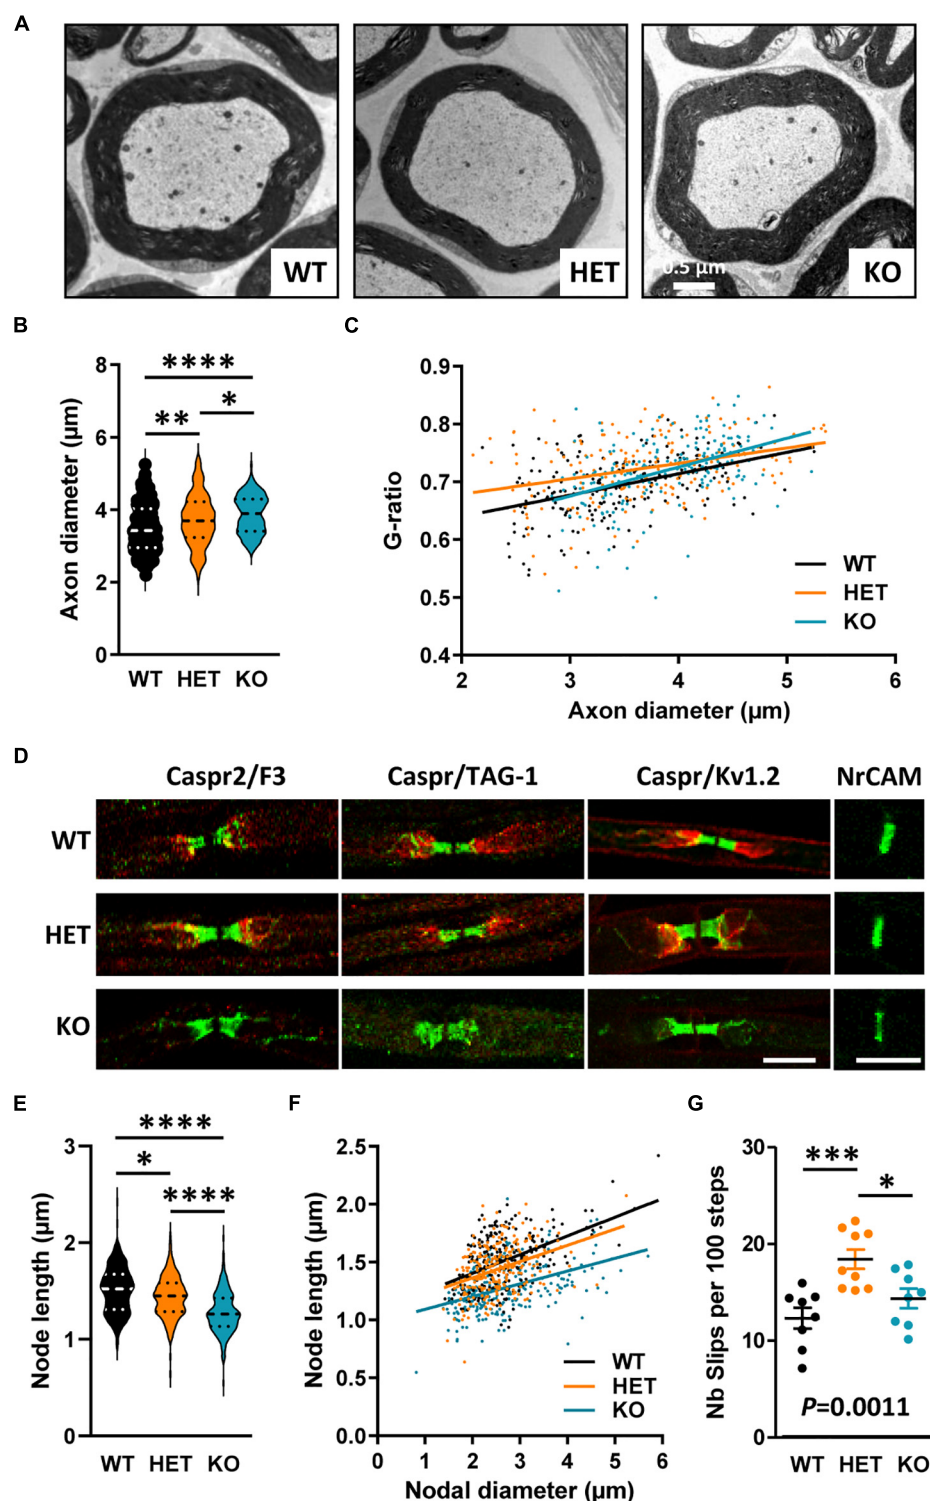 A
WT
HET
0.5 µm
KO
B
Axon diameter (µm)
8
6
4
2
0
****
**
*
WT HET KO
C
G-ratio
0.9
0.8
0.7
0.6
0.5
0.4
WT
HET
KO
2 3 4 5 6
Axon diameter (µm)
D
Caspr2/F3 Caspr/TAG-1 Caspr/Kv1.2 NrCAM
WT
HET
KO
E
Node length (µm)
3
2
1
0
****
*
****
WT HET KO
F
Node length (µm)
2.5
2.0
1.5
1.0
0.5
0.0
WT
HET
KO
0 1 2 3 4 5 6
Nodal diameter (µm)
G
Nb Slips per 100 steps
30
20
10
0
***
*
P=0.0011
WT HET KO